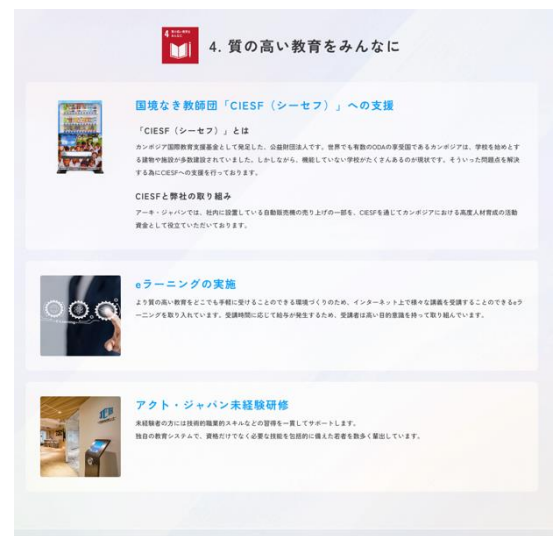 4 質の高い教育を
みんなに
4. 質の高い教育をみんなに
国境なき教師団「CIESF（シーセフ）」への支援
「CIESF（シーセフ）」とは
カンボジア国際教育支援基金として発足した、公益財団法人です。世界でも有数のODAの享受国であるカンボジアは、学校を始めとす
る建物や施設が多数建設されていました。しかしながら、機能していない学校がたくさんあるのが現状です。そういった問題点を解決
する為にCIESFへの支援を行っております。
CIESFと弊社の取り組み
アーキ・ジャパンでは、社内に設置している自動販売機の売り上げの一部を、CIESFを通じてカンボジアにおける高度人材育成の活動
資金として役立ていただいております。
eラーニングの実施
より質の高い教育をどこでも手軽に受けることのできる環境づくりのため、インターネット上で様々な講義を受講することのできるeラ
ーニングを取り入れています。受講時間に応じて給与が発生するため、受講者は高い目的意識を持って取り組んでいます。
アクト・ジャパン未経験研修
未経験者の方には技術的職業的スキルなどの習得を一貫してサポートします。
独自の教育システムで、資格だけでなく必要な技能を包括的に備えた若者を数多く輩出しています。